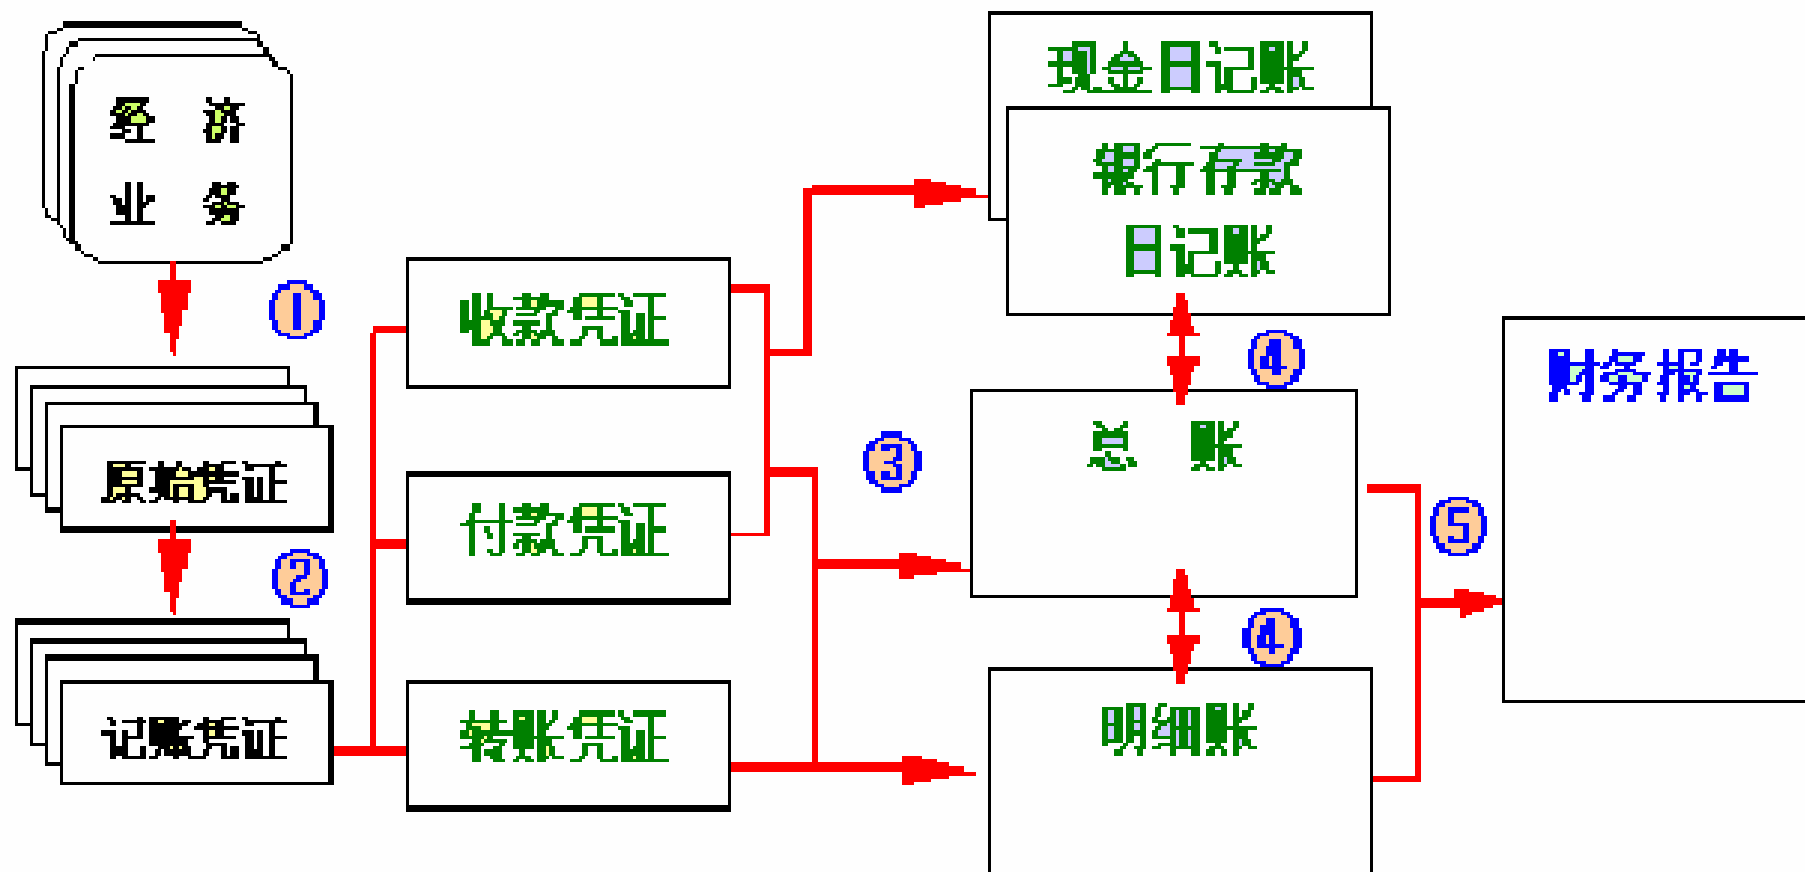 经 济
业 务
①
原始凭证
②
记账凭证
收款凭证
付款凭证
转账凭证
③
现金日记账
银行存款
日记账
④
总 账
④
明细账
⑤
财务报告